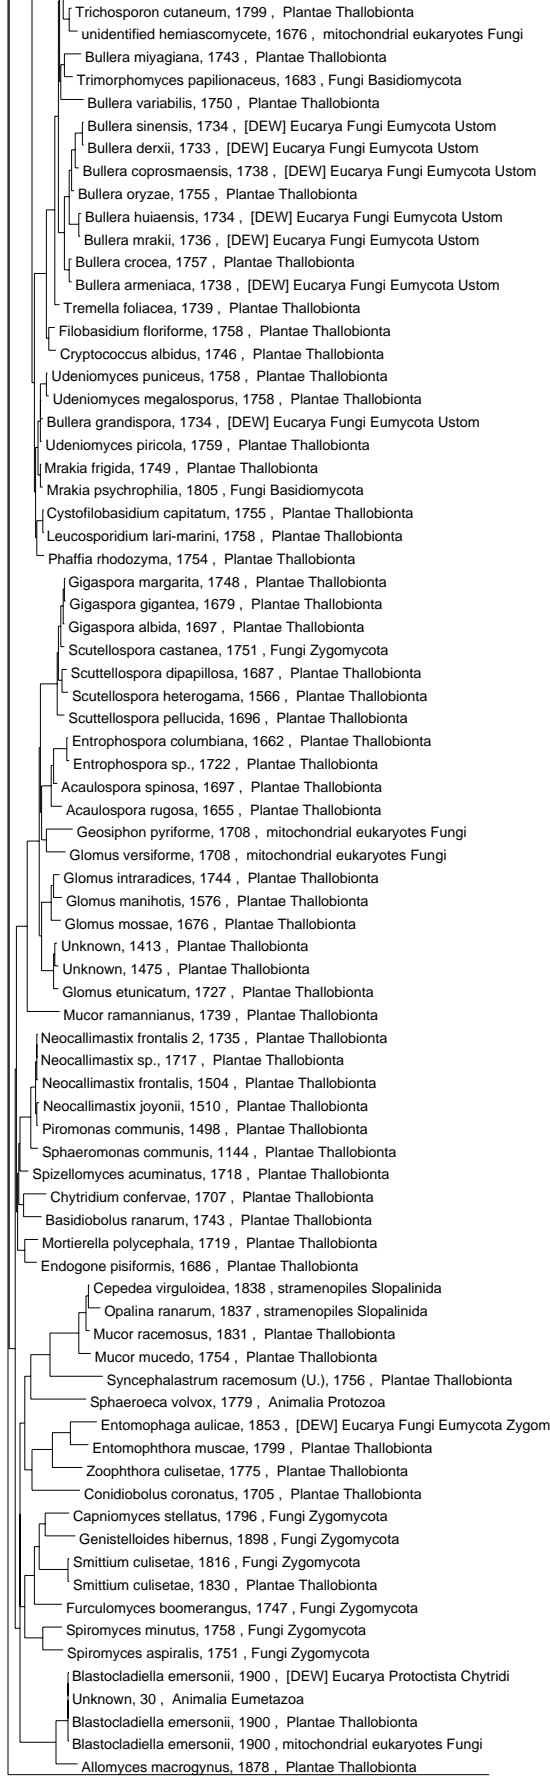 Trichosporon cutaneum, 1799 , Plantae Thallobionta
unidentified hemiascomycete, 1676 , mitochondrial eukaryotes Fungi
Bullera miyagiana, 1743 , Plantae Thallobionta
Trimorphomyces papilionaceus, 1683 , Fungi Basidiomycota
Bullera variabilis, 1750 , Plantae Thallobionta
Bullera sinensis, 1734 , [DEW] Eucarya Fungi Eumycota Ustom
Bullera derxii, 1733 , [DEW] Eucarya Fungi Eumycota Ustom
Bullera coprosmaensis, 1738 , [DEW] Eucarya Fungi Eumycota Ustom
Bullera oryzae, 1755 , Plantae Thallobionta
Bullera huiaensis, 1734 , [DEW] Eucarya Fungi Eumycota Ustom
Bullera mrakii, 1736 , [DEW] Eucarya Fungi Eumycota Ustom
Bullera crocea, 1757 , Plantae Thallobionta
Bullera armeniaca, 1738 , [DEW] Eucarya Fungi Eumycota Ustom
Tremella foliacea, 1739 , Plantae Thallobionta
Filobasidium floriforme, 1758 , Plantae Thallobionta
Cryptococcus albidus, 1746 , Plantae Thallobionta
Udeniomyces puniceus, 1758 , Plantae Thallobionta
Udeniomyces megalosporus, 1758 , Plantae Thallobionta
Bullera grandispora, 1734 , [DEW] Eucarya Fungi Eumycota Ustom
Udeniomyces piricola, 1759 , Plantae Thallobionta
Mrakia frigida, 1749 , Plantae Thallobionta
Mrakia psychrophilia, 1805 , Fungi Basidiomycota
Cystofilobasidium capitatum, 1755 , Plantae Thallobionta
Leucosporidium lari-marini, 1758 , Plantae Thallobionta
Phaffia rhodozyma, 1754 , Plantae Thallobionta
Gigaspora margarita, 1748 , Plantae Thallobionta
Gigaspora gigantea, 1679 , Plantae Thallobionta
Gigaspora albida, 1697 , Plantae Thallobionta
Scutellospora castanea, 1751 , Fungi Zygomycota
Scuttellospora dipapillosa, 1687 , Plantae Thallobionta
Scutellospora heterogama, 1566 , Plantae Thallobionta
Scuttellospora pellucida, 1696 , Plantae Thallobionta
Entrophospora columbiana, 1662 , Plantae Thallobionta
Entrophospora sp., 1722 , Plantae Thallobionta
Acaulospora spinosa, 1697 , Plantae Thallobionta
Acaulospora rugosa, 1655 , Plantae Thallobionta
Geosiphon pyriforme, 1708 , mitochondrial eukaryotes Fungi
Glomus versiforme, 1708 , mitochondrial eukaryotes Fungi
Glomus intraradices, 1744 , Plantae Thallobionta
Glomus manihotis, 1576 , Plantae Thallobionta
Glomus mossae, 1676 , Plantae Thallobionta
Unknown, 1413 , Plantae Thallobionta
Unknown, 1475 , Plantae Thallobionta
Glomus etunicatum, 1727 , Plantae Thallobionta
Mucor ramannianus, 1739 , Plantae Thallobionta
Neocallimastix frontalis 2, 1735 , Plantae Thallobionta
Neocallimastix sp., 1717 , Plantae Thallobionta
Neocallimastix frontalis, 1504 , Plantae Thallobionta
Neocallimastix joyonii, 1510 , Plantae Thallobionta
Piromonas communis, 1498 , Plantae Thallobionta
Sphaeromonas communis, 1144 , Plantae Thallobionta
Spizellomyces acuminatus, 1718 , Plantae Thallobionta
Chytridium confervae, 1707 , Plantae Thallobionta
Basidiobolus ranarum, 1743 , Plantae Thallobionta
Mortierella polycephala, 1719 , Plantae Thallobionta
Endogone pisiformis, 1686 , Plantae Thallobionta
Cepedea virguloidea, 1838 , stramenopiles Slopalinida
Opalina ranarum, 1837 , stramenopiles Slopalinida
Mucor racemosus, 1831 , Plantae Thallobionta
Mucor mucedo, 1754 , Plantae Thallobionta
Syncephalastrum racemosum (U.), 1756 , Plantae Thallobionta
Sphaeroeca volvox, 1779 , Animalia Protozoa
Entomophaga aulicae, 1853 , [DEW] Eucarya Fungi Eumycota Zygom
Entomophthora muscae, 1799 , Plantae Thallobionta
Zoophthora culisetae, 1775 , Plantae Thallobionta
Conidiobolus coronatus, 1705 , Plantae Thallobionta
Capniomyces stellatus, 1796 , Fungi Zygomycota
Genistelloides hibernus, 1898 , Fungi Zygomycota
Smittium culisetae, 1816 , Fungi Zygomycota
Smittium culisetae, 1830 , Plantae Thallobionta
Furculomyces boomerangus, 1747 , Fungi Zygomycota
Spiromyces minutus, 1758 , Fungi Zygomycota
Spiromyces aspiralis, 1751 , Fungi Zygomycota
Blastocladiella emersonii, 1900 , [DEW] Eucarya Protoctista Chytridi
Unknown, 30 , Animalia Eumetazoa
Blastocladiella emersonii, 1900 , Plantae Thallobionta
Blastocladiella emersonii, 1900 , mitochondrial eukaryotes Fungi
Allomyces macrogynus, 1878 , Plantae Thallobionta